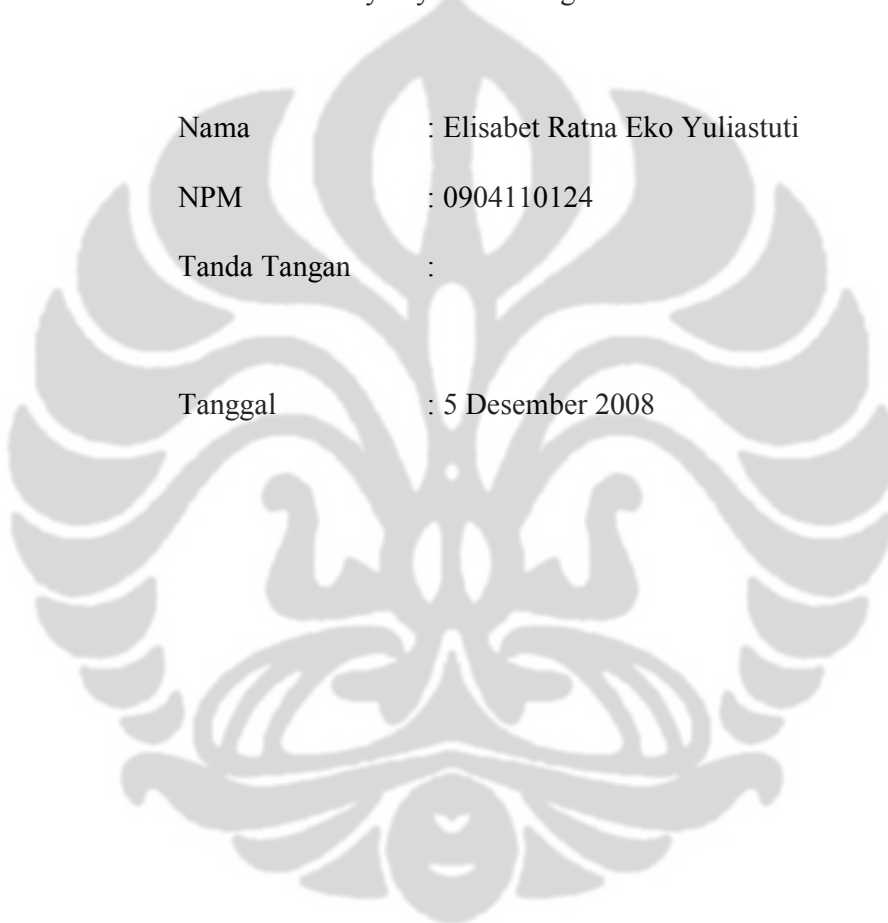 Nama : Elisabet Ratna Eko Yuliastuti
NPM : 0904110124
Tanda Tangan :
Tanggal : 5 Desember 2008